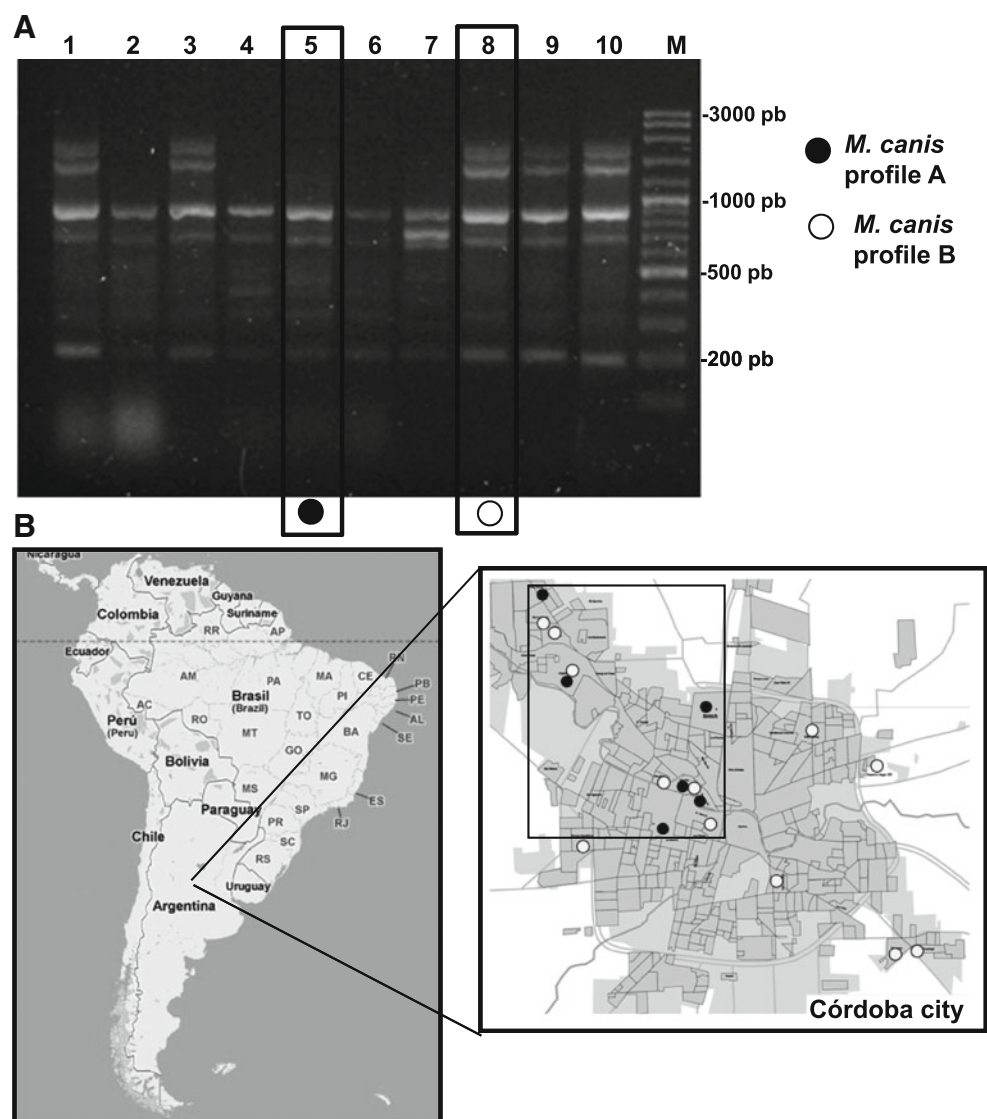 A
1 2 3 4 5 6 7 8 9 10 M
-3000 pb
-1000 pb
-500 pb
-200 pb
M. canis
profile A
M. canis
profile B
B
Nicaragua
Venezuela
Guyana
Suriname
Colombia
RR
AP
Ecuador
RN
AM
PA
MA
CE
PB
PI
PE
Brasil
(Brazil)
AC
TO
AL
RO
Perú
(Peru)
BA
SE
MT
GO
Bolivia
MG
MS
ES
Paraguay
SP
RJ
PR
Chile
SC
RS
Uruguay
Argentina
Córdoba city